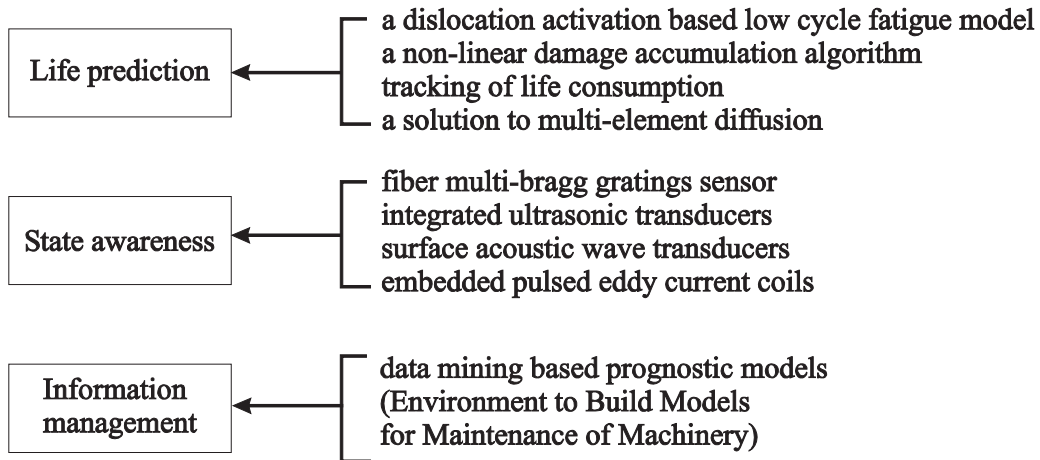 Life prediction
a dislocation activation based low cycle fatigue model
a non-linear damage accumulation algorithm
tracking of life consumption
a solution to multi-element diffusion
State awareness
fiber multi-bragg gratings sensor
integrated ultrasonic transducers
surface acoustic wave transducers
embedded pulsed eddy current coils
Information
management
data mining based prognostic models
(Environment to Build Models
for Maintenance of Machinery)